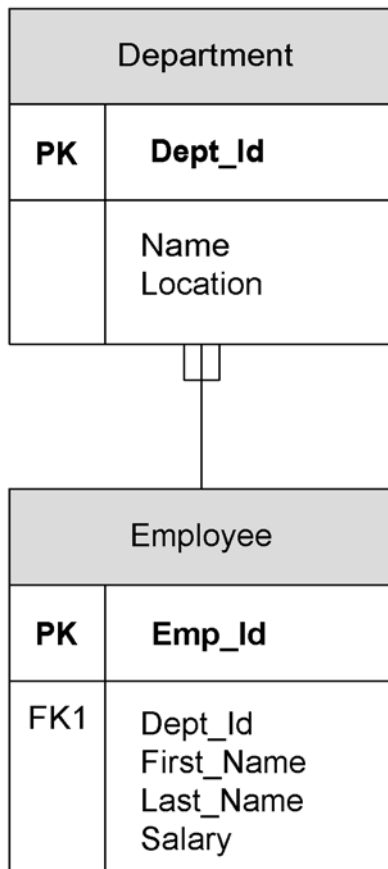 Department
PK Dept_Id
Name
Location
Employee
PK Emp_Id
FK1 Dept_Id
First_Name
Last_Name
Salary